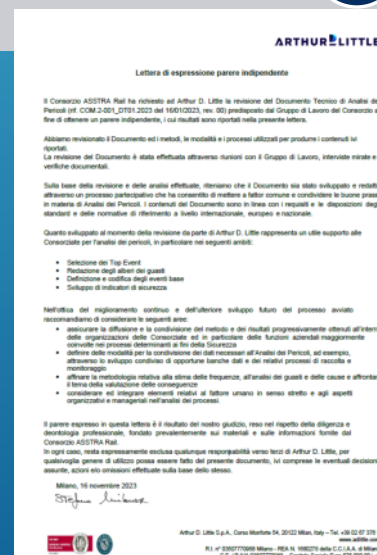 ARTHUR D LITTLE
Lettera di espressione parere indipendente
Il Consorzio ASSTRA Rail ha richiesto ad Arthur D. Little la revisione del Documento Tecnico di Analisi de
Pericoli (rif. COM.2-001_DT01.2023 del 16/01/2023, rev. 00) predisposto dal Gruppo di Lavoro del Consorzio a
fine di ottenere un parere indipendente, i cui risultati sono riportati nella presente lettera.
Abbiamo revisionato il Documento ed i metodi, le modalità e i processi utilizzati per produrre i contenuti ivi
riportati.
La revisione del Documento è stata effettuata attraverso riunioni con il Gruppo di Lavoro, interviste mirate e
verifiche documentali.
Sulla base della revisione e delle analisi effettuate, riteniamo che il Documento sia stato sviluppato e redatt
attraverso un processo partecipativo che ha consentito di mettere a fattor comune e condividere le buone prass
in materia di Analisi dei Pericoli. I contenuti del Documento sono in linea con i requisiti e le disposizioni deg
standard e delle normative di riferimento a livello internazionale, europeo e nazionale.
Quanto sviluppato al momento della revisione da parte di Arthur D. Little rappresenta un utile supporto alle
Consorziate per l'analisi dei pericoli, in particolare nei seguenti ambiti:
• Selezione dei Top Event
• Redazione degli alberi dei guasti
• Definizione e codifica degli eventi base
• Sviluppo di indicatori di sicurezza
Nell'ottica del miglioramento continuo e dell'ulteriore sviluppo futuro del processo avviato
raccomandiamo di considerare le seguenti aree:
• assicurare la diffusione e la condivisione del metodo e dei risultati progressivamente ottenuti all'intern
delle organizzazioni delle Consorziate ed in particolare delle funzioni aziendali maggiormente
coinvolte nei processi determinanti ai fini della Sicurezza
• definire delle modalità per la condivisione dei dati necessari all'Analisi dei Pericoli, ad esempio,
attraverso lo sviluppo condiviso di opportune banche dati e dei relativi processi di raccolta e
monitoraggio
• affinare la metodologia relativa alla stima delle frequenze, all'analisi dei guasti e delle cause e affrontar
il tema della valutazione delle conseguenze
• considerare ed integrare elementi relativi al fattore umano in senso stretto e agli aspetti
organizzativi e manageriali nell'analisi dei processi.
Il parere espresso in questa lettera è il risultato del nostro giudizio, reso nel rispetto della diligenza e
deontologia professionale, fondato prevalentemente sui materiali e sulle informazioni fornite dal
Consorzio ASSTRA Rail.
In ogni caso, resta espressamente esclusa qualunque responsabilità verso terzi di Arthur D. Little, per
qualsivoglia genere di utilizzo possa essere fatto del presente documento, ivi comprese le eventuali decision
assunte, azioni e/o omissioni effettuate sulla base dello stesso.
Milano, 16 novembre 2023
Arthur D. Little S.p.A., Corso Monforte 54, 20122 Milan, Italy – Tel. +39 02 67 376
www.adlittle.com